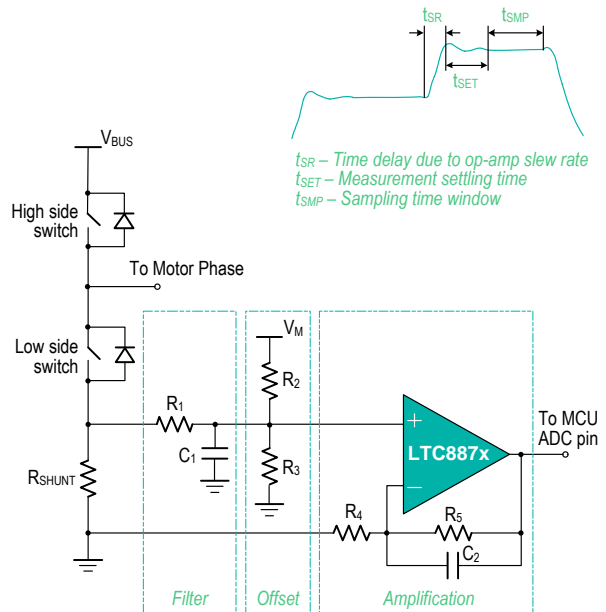 tSR
tSMP
tSET
tSR – Time delay due to op-amp slew rate
tSET – Measurement settling time
tSMP – Sampling time window
VBUS
High side
switch
To Motor Phase
Low side
switch
VM
R2
R1
C1
R3
RSHUNT
+
LTC887x
−
To MCU
ADC pin
R4
R5
C2
Filter
Offset
Amplification